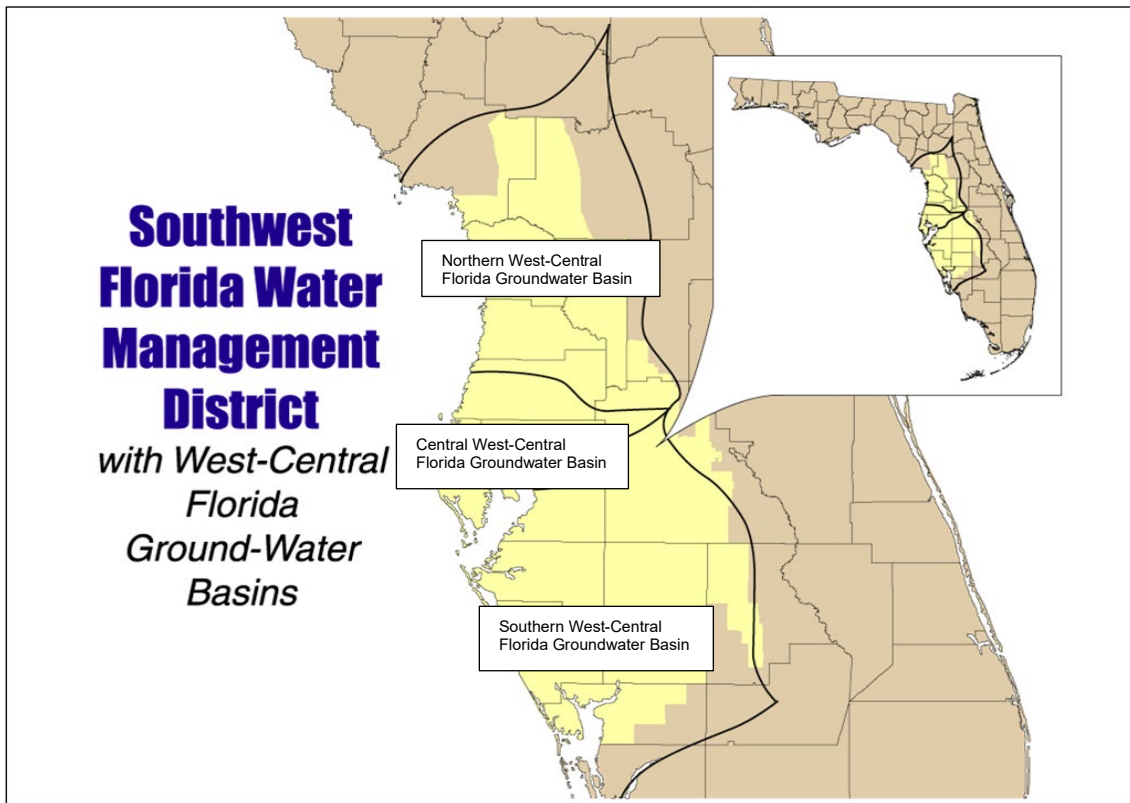 Southwest
Florida Water
Management
District
with West-Central
Florida
Ground-Water
Basins
Northern West-Central
Florida Groundwater Basin
Central West-Central
Florida Groundwater Basin
Southern West-Central
Florida Groundwater Basin